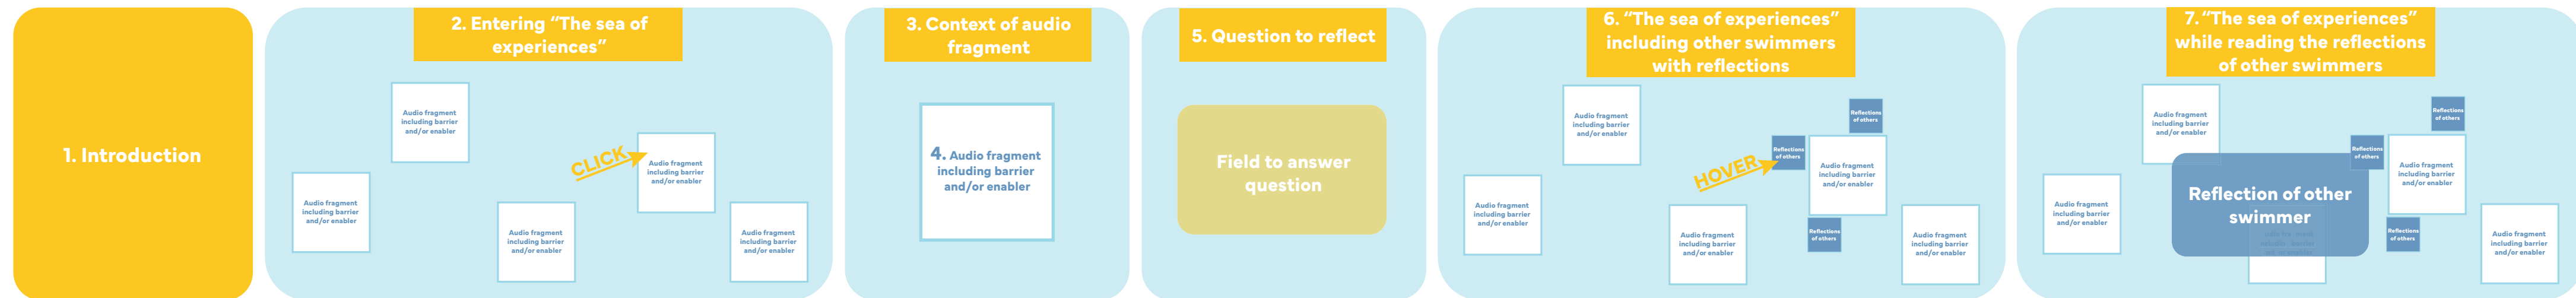 1. Introduction
2. Entering “The sea of
experiences”
Audio fragment
including barrier
and/or enabler
Audio fragment
including barrier
and/or enabler
Audio fragment
including barrier
and/or enabler
CLICK
Audio fragment
including barrier
and/or enabler
Audio fragment
including barrier
and/or enabler
3. Context of audio
fragment
4. Audio fragment
including barrier
and/or enabler
5. Question to reflect
Field to answer
question
6. “The sea of experiences”
including other swimmers
with reflections
Audio fragment
including barrier
and/or enabler
Audio fragment
including barrier
and/or enabler
Audio fragment
including barrier
and/or enabler
HOVER
Reflections
of others
Reflections
of others
Audio fragment
including barrier
and/or enabler
Reflections
of others
Audio fragment
including barrier
and/or enabler
7. “The sea of experiences”
while reading the reflections
of other swimmers
Audio fragment
including barrier
and/or enabler
Audio fragment
including barrier
and/or enabler
Reflection of other
swimmer
Reflections
of others
Reflections
of others
Audio fragment
including barrier
and/or enabler
Reflections
of others
Audio fragment
including barrier
and/or enabler